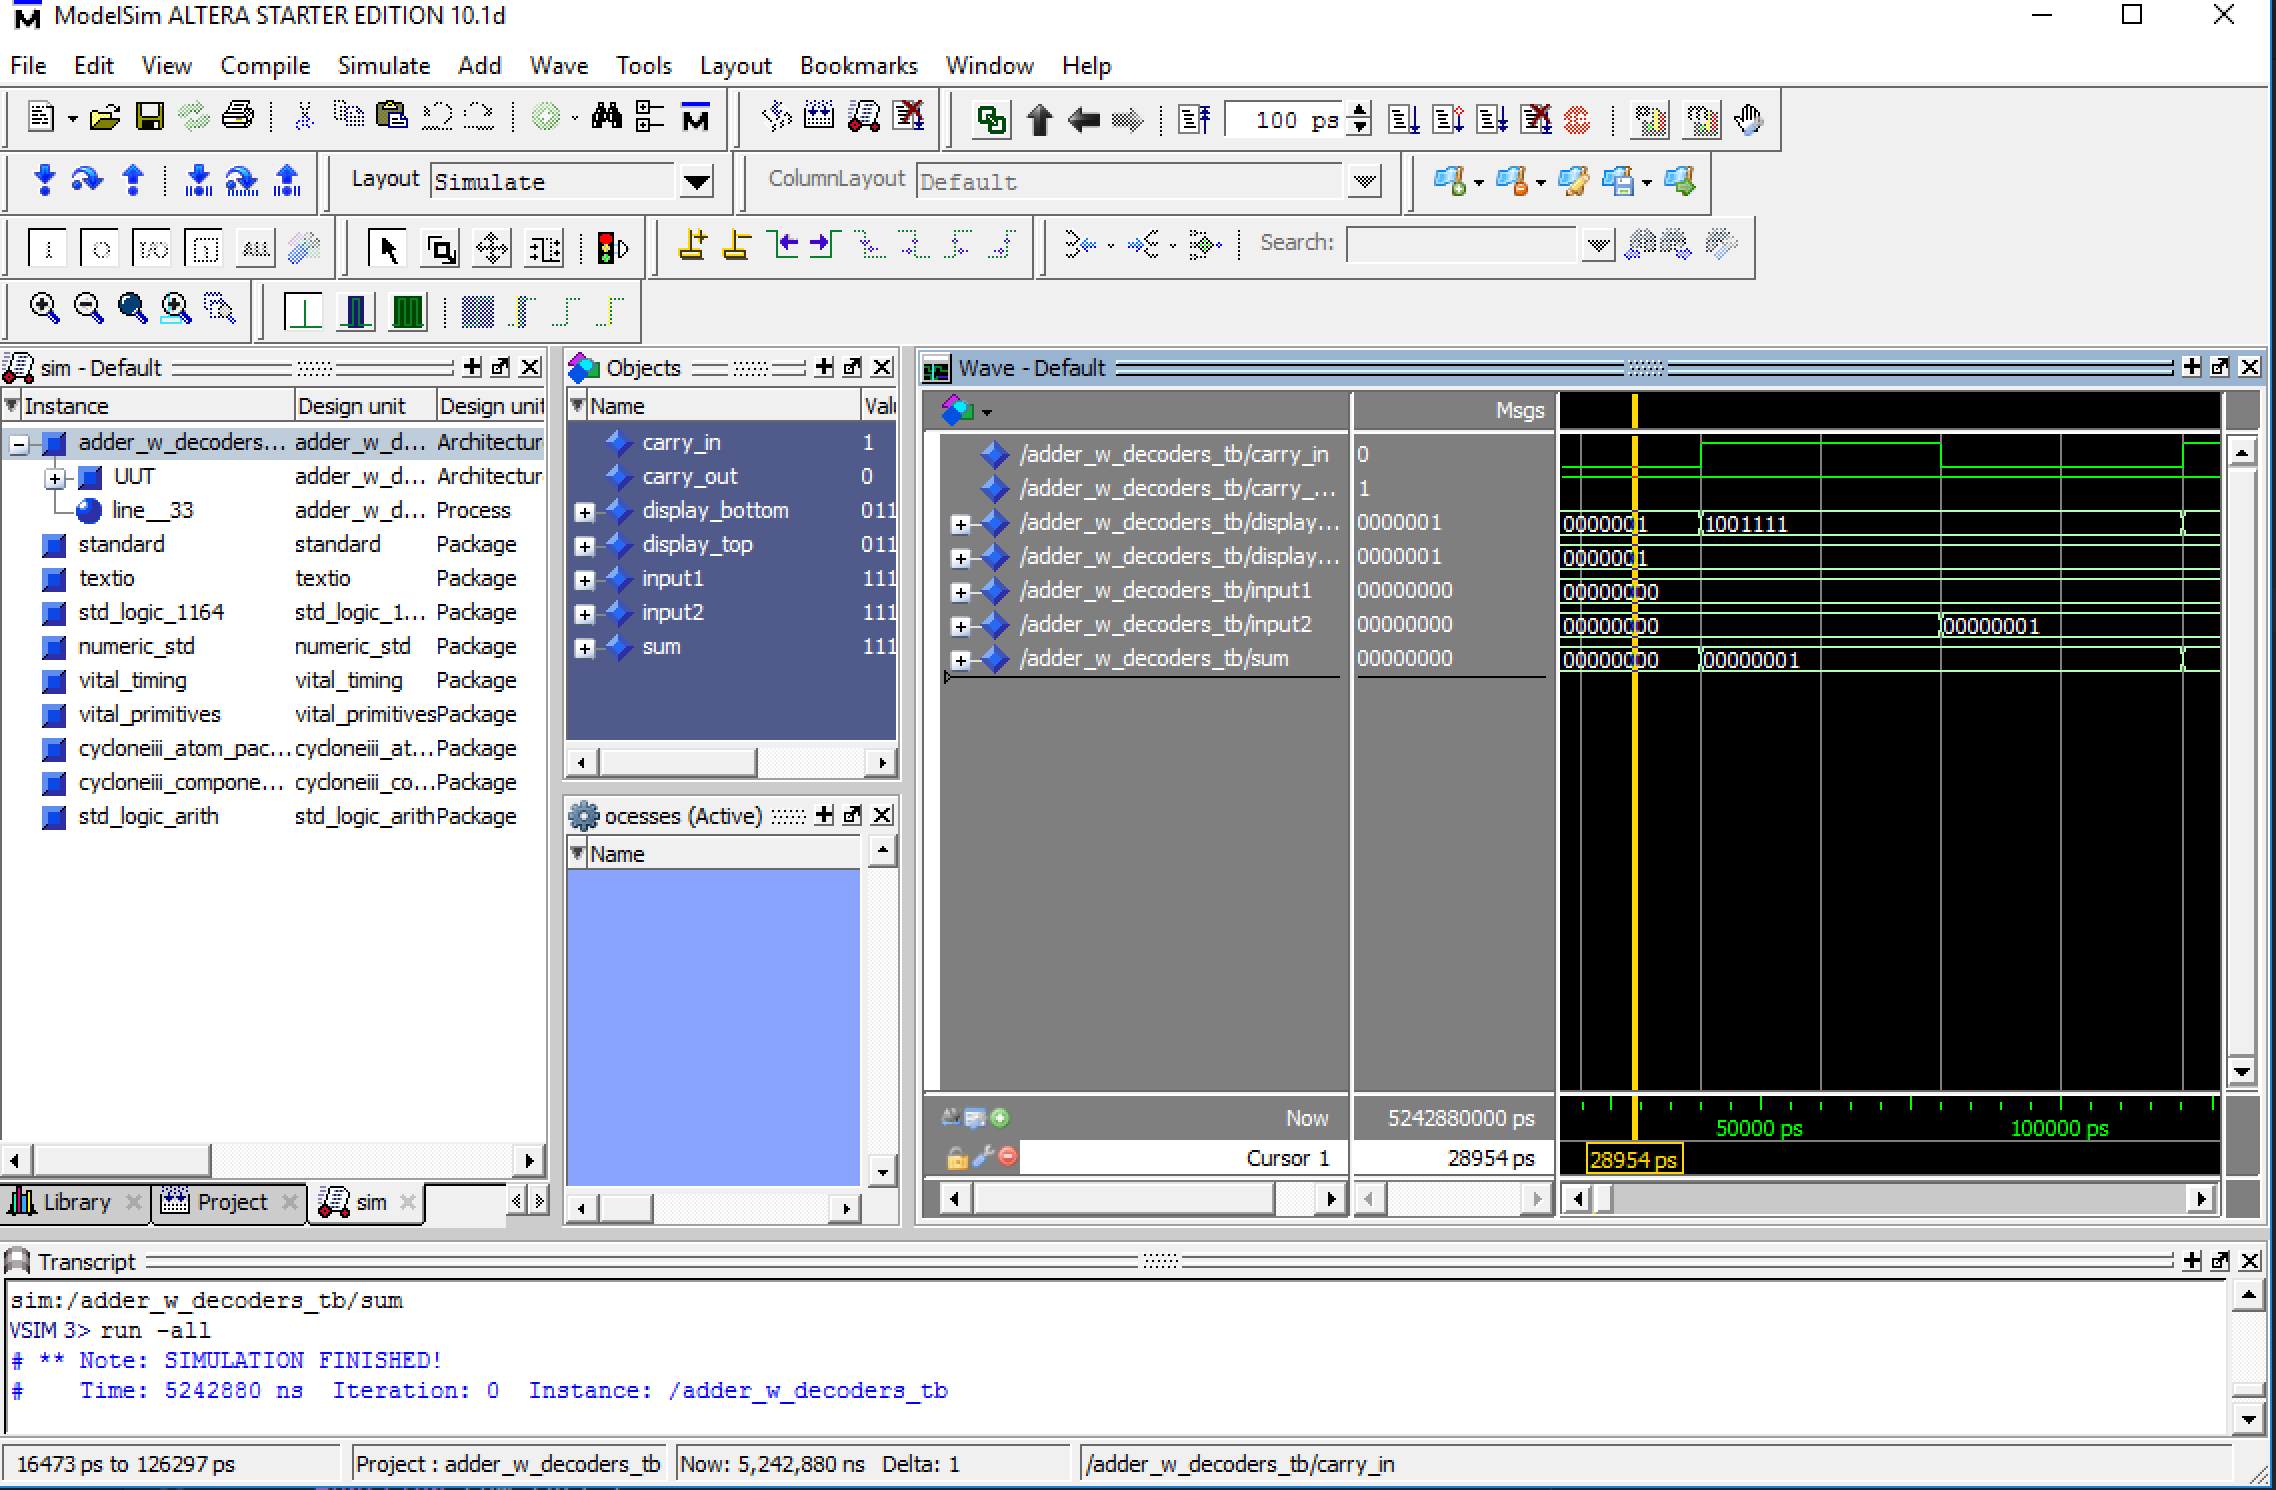 ModelSim ALTERA STARTER EDITION 10.1d
File Edit View Compile Simulate Add Wave Tools Layout Bookmarks Window Help
100 ps
Layout Simulate ColumnLayout Default
ALL Search:
sim - Default
Instance Design unit Design unit
adder_w_decoders... adder_w_d... Architectur
UUT adder_w_d... Architectur
line__33 adder_w_d... Process
standard standard Package
textio textio Package
std_logic_1164 std_logic_1... Package
numeric_std numeric_std Package
vital_timing vital_timing Package
vital_primitives vital_primitives Package
cycloneiii_atom_pac... cycloneiii_at... Package
cycloneiii_compone... cycloneiii_co... Package
std_logic_arith std_logic_arith Package
Library Project sim
Objects
Name Valu
carry_in 1
carry_out 0
display_bottom 011
display_top 011
input1 111
input2 111
sum 111
ocesses (Active)
Name
Wave - Default
Msgs
/adder_w_decoders_tb/carry_in 0
/adder_w_decoders_tb/carry_... 1
/adder_w_decoders_tb/display... 0000001 0000001 1001111
/adder_w_decoders_tb/display... 0000001 0000001
/adder_w_decoders_tb/input1 00000000 00000000
/adder_w_decoders_tb/input2 00000000 00000000 00000001
/adder_w_decoders_tb/sum 00000000 00000000 00000001
Now 5242880000 ps 50000 ps 100000 ps
Cursor 1 28954 ps 28954 ps
Transcript
sim:/adder_w_decoders_tb/sum
VSIM 3> run -all
# ** Note: SIMULATION FINISHED!
# Time: 5242880 ns Iteration: 0 Instance: /adder_w_decoders_tb
16473 ps to 126297 ps Project : adder_w_decoders_tb Now: 5,242,880 ns Delta: 1 /adder_w_decoders_tb/carry_in